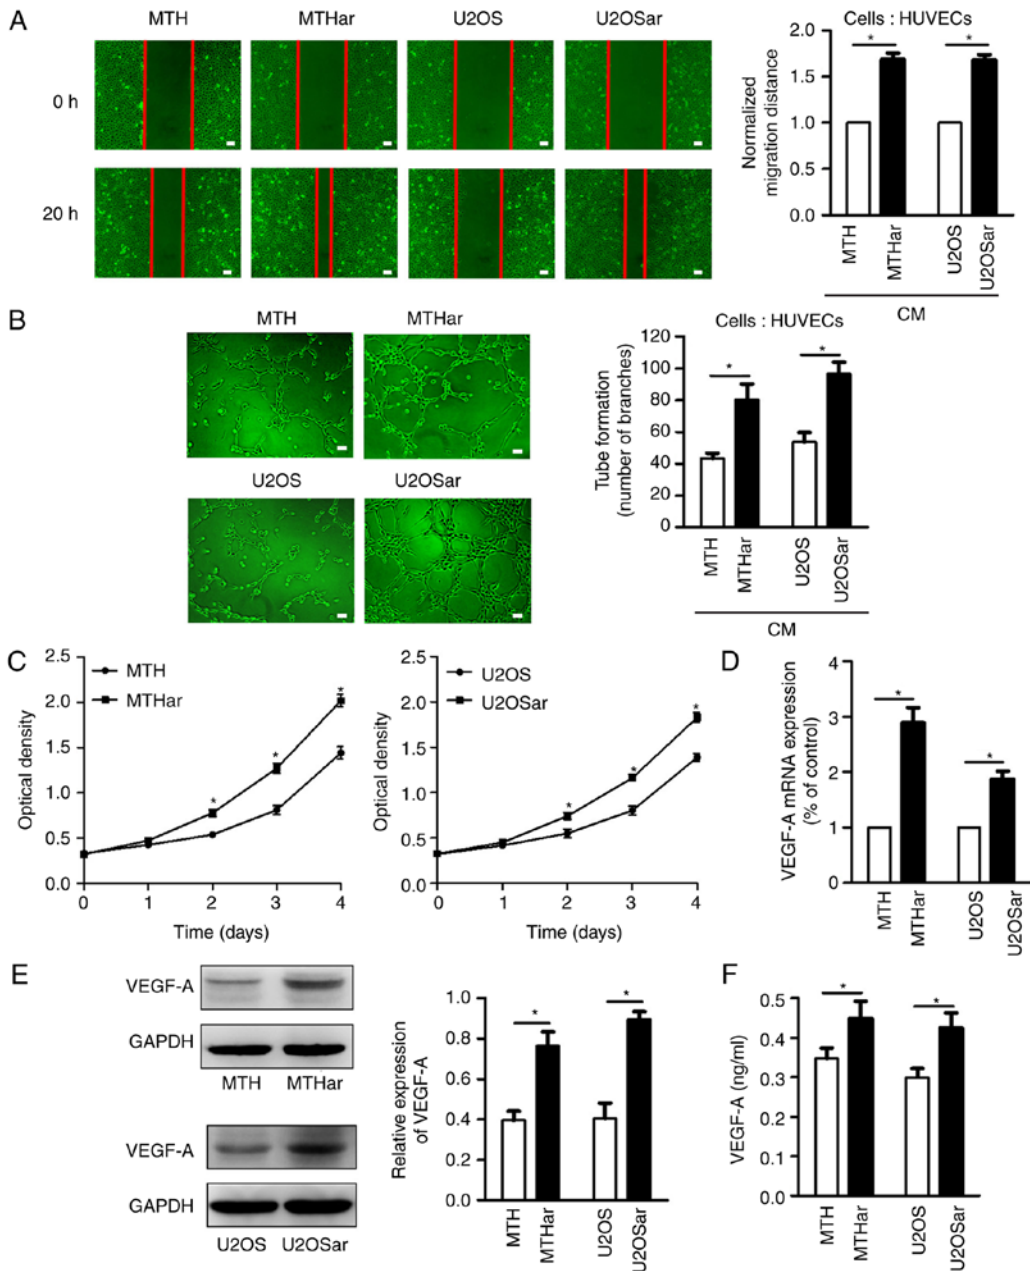 A
MTH
MTHar
U2OS
U2OSar
0 h
20 h
Cells : HUVECs
Normalized
migration distance
2.0
1.5
1.0
0.5
0.0
*
*
MTH
MTHar
U2OS
U2OSar
CM
B
MTH
MTHar
U2OS
U2OSar
Cells : HUVECs
Tube formation
(number of branches)
120
100
80
60
40
20
0
*
*
MTH
MTHar
U2OS
U2OSar
CM
C
MTH
MTHar
Optical density
2.5
2.0
1.5
1.0
0.5
0.0
*
*
*
0 1 2 3 4
Time (days)
U2OS
U2OSar
Optical density
2.5
2.0
1.5
1.0
0.5
0.0
*
*
*
0 1 2 3 4
Time (days)
D
VEGF-A mRNA expression
(% of control)
4
3
2
1
0
*
*
MTH
MTHar
U2OS
U2OSar
E
VEGF-A
GAPDH
MTH MTHar
VEGF-A
GAPDH
U2OS U2OSar
Relative expression
of VEGF-A
1.0
0.8
0.6
0.4
0.2
0.0
*
*
MTH
MTHar
U2OS
U2OSar
F
VEGF-A (ng/ml)
0.5
0.4
0.3
0.2
0.1
0.0
*
*
MTH
MTHar
U2OS
U2OSar